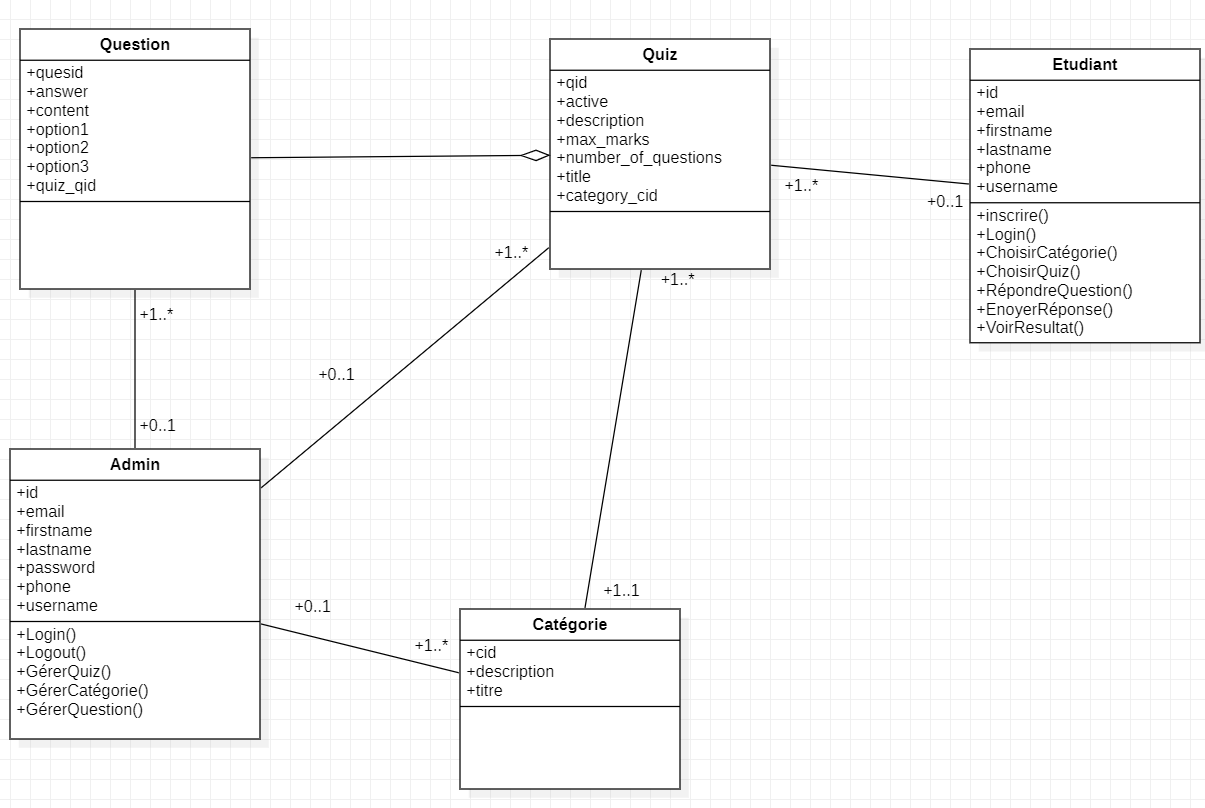 Question
+quesid
+answer
+content
+option1
+option2
+option3
+quiz_qid
Quiz
+qid
+active
+description
+max_marks
+number_of_questions
+title
+category_cid
Etudiant
+id
+email
+firstname
+lastname
+phone
+username
+inscrire()
+Login()
+ChoisirCatégorie()
+ChoisirQuiz()
+RépondreQuestion()
+EnoyerRéponse()
+VoirResultat()
+1..*
+0..1
+1..*
+0..1
+1..*
+1..1
+1..*
+0..1
Admin
+id
+email
+firstname
+lastname
+password
+phone
+username
+Login()
+Logout()
+GérerQuiz()
+GérerCatégorie()
+GérerQuestion()
+0..1
+1..*
Catégorie
+cid
+description
+titre